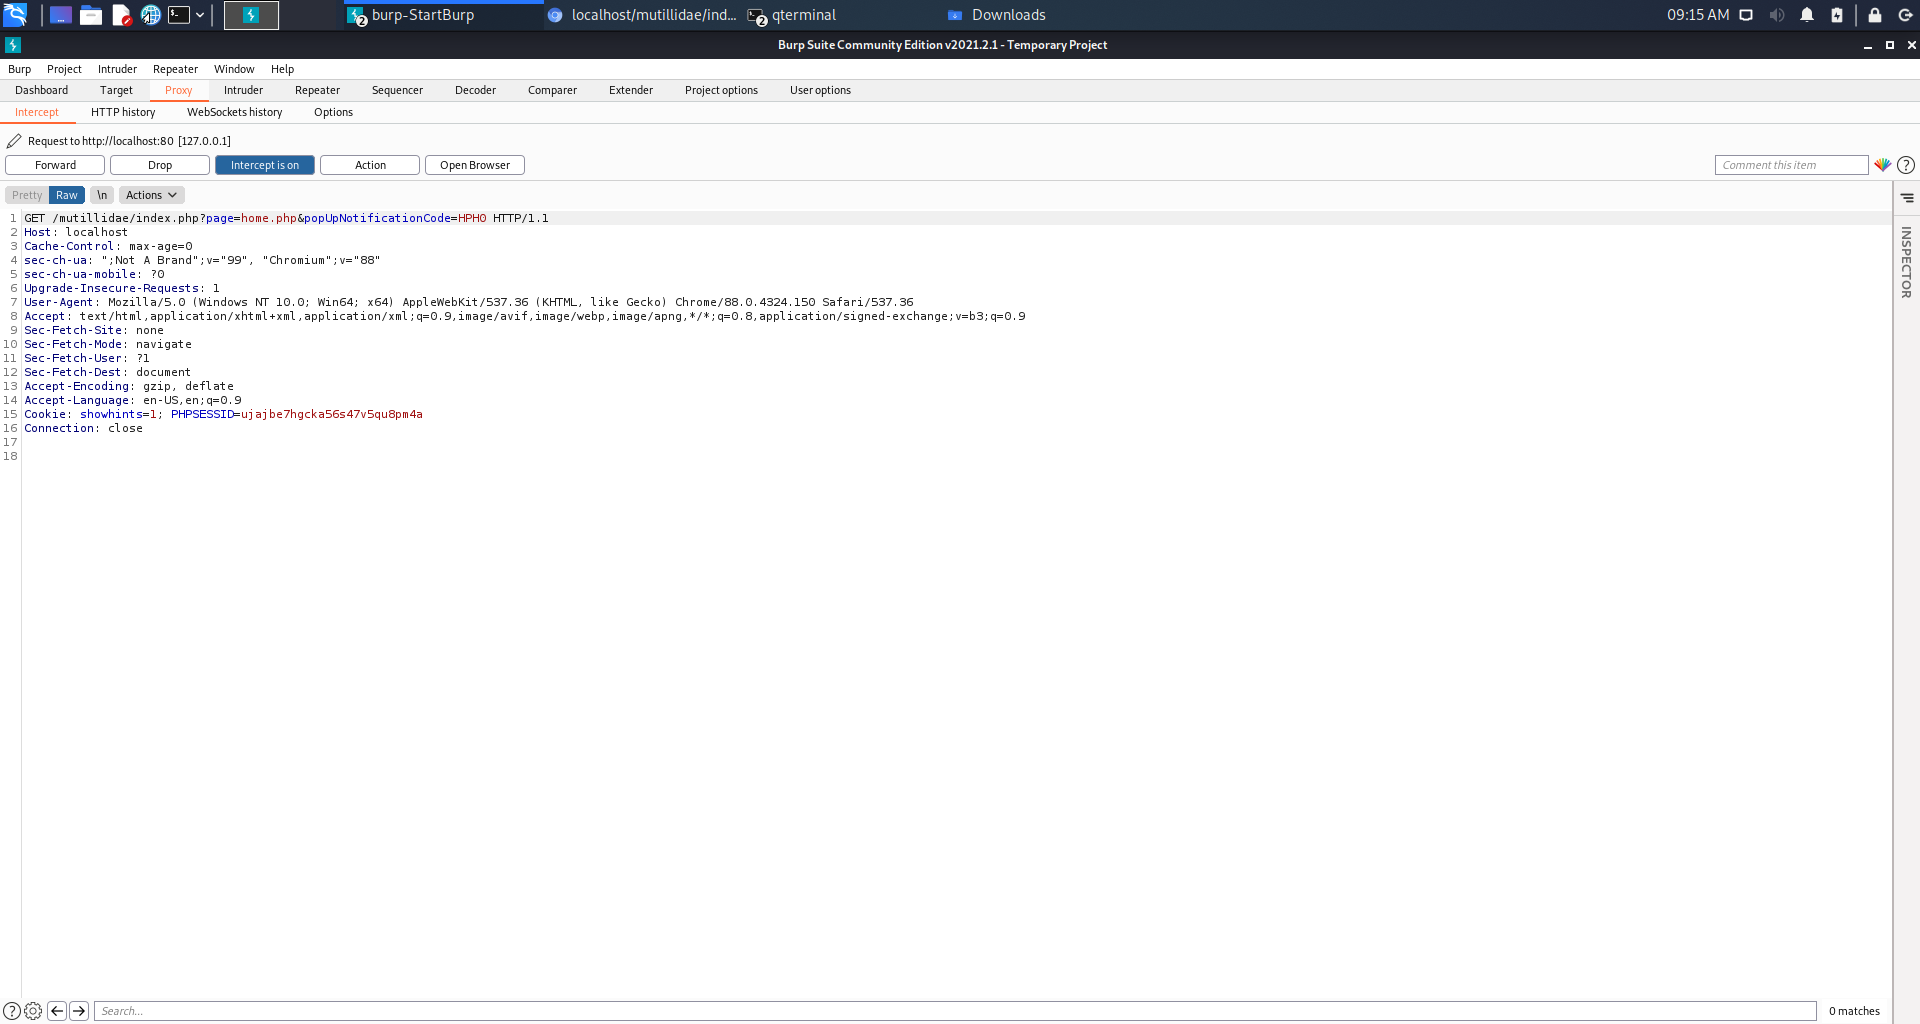 burp-StartBurp localhost/mutillidae/ind... qterminal Downloads 09:15 AM
2 2
Burp Suite Community Edition v2021.2.1 - Temporary Project
Burp Project Intruder Repeater Window Help
Dashboard Target Proxy Intruder Repeater Sequencer Decoder Comparer Extender Project options User options
Intercept HTTP history WebSockets history Options
Request to http://localhost:80 [127.0.0.1]
Forward Drop Intercept is on Action Open Browser Comment this item ?
Pretty Raw \n Actions
1 GET /mutillidae/index.php?page=home.php&popUpNotificationCode=HPH0 HTTP/1.1
2 Host: localhost
3 Cache-Control: max-age=0
4 sec-ch-ua: ";Not A Brand";v="99", "Chromium";v="88"
5 sec-ch-ua-mobile: ?0
6 Upgrade-Insecure-Requests: 1
7 User-Agent: Mozilla/5.0 (Windows NT 10.0; Win64; x64) AppleWebKit/537.36 (KHTML, like Gecko) Chrome/88.0.4324.150 Safari/537.36
8 Accept: text/html,application/xhtml+xml,application/xml;q=0.9,image/avif,image/webp,image/apng,*/*;q=0.8,application/signed-exchange;v=b3;q=0.9
9 Sec-Fetch-Site: none
10 Sec-Fetch-Mode: navigate
11 Sec-Fetch-User: ?1
12 Sec-Fetch-Dest: document
13 Accept-Encoding: gzip, deflate
14 Accept-Language: en-US,en;q=0.9
15 Cookie: showhints=1; PHPSESSID=ujajbe7hgcka56s47v5qu8pm4a
16 Connection: close
17
18
INSPECTOR
? Search... 0 matches